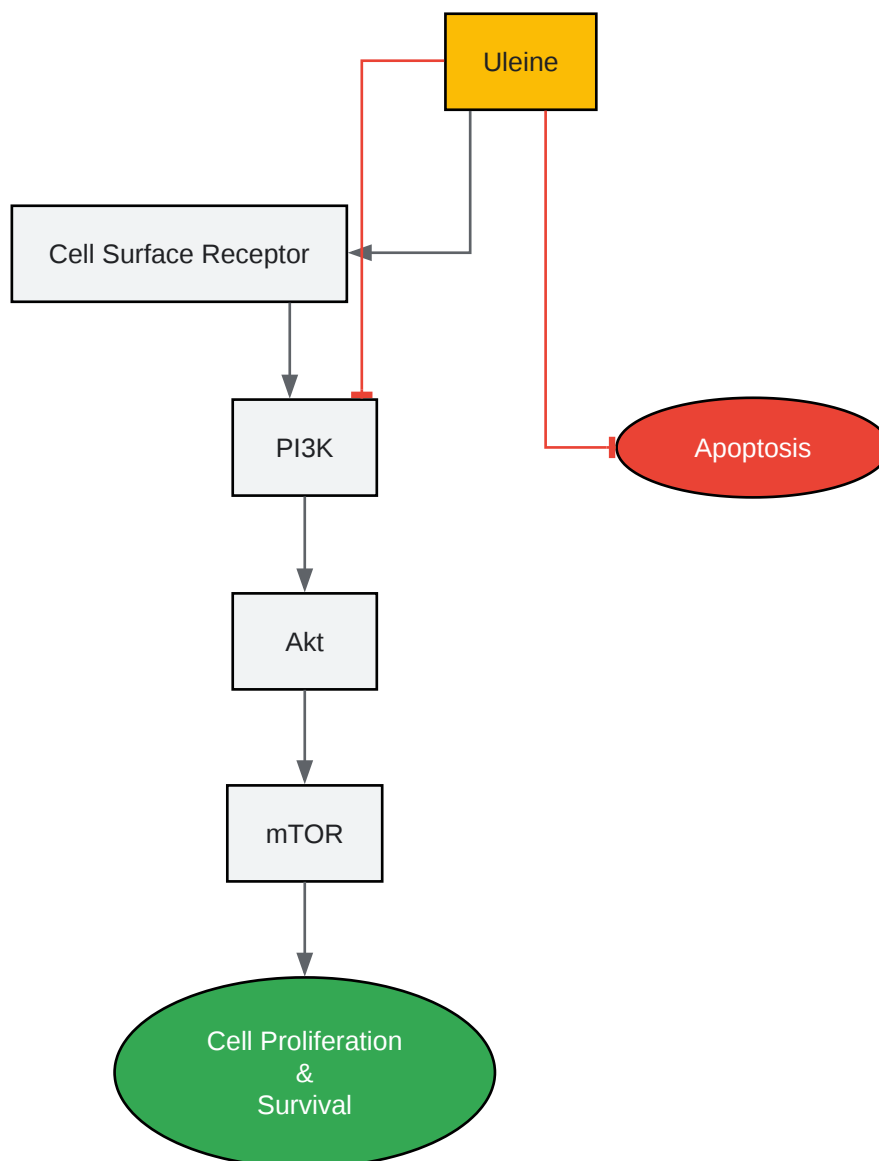 Uleine
Cell Surface Receptor
PI3K
Apoptosis
Akt
mTOR
Cell Proliferation
&
Survival